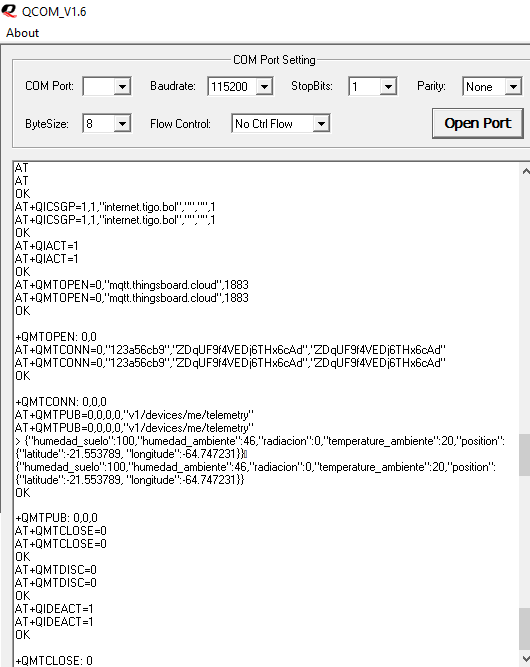 QCOM_V1.6
About
COM Port Setting
COM Port: Baudrate: 115200 StopBits: 1 Parity: None
ByteSize: 8 Flow Control: No Ctrl Flow Open Port
AT
AT
OK
AT+QICSGP=1,1,"internet.tigo.bol","","",1
AT+QICSGP=1,1,"internet.tigo.bol","","",1
OK
AT+QIACT=1
AT+QIACT=1
OK
AT+QMTOPEN=0,"mqtt.thingsboard.cloud",1883
AT+QMTOPEN=0,"mqtt.thingsboard.cloud",1883
OK
+QMTOPEN: 0,0
AT+QMTCONN=0,"123a56cb9","ZDqUF9f4VEDj6THx6cAd","ZDqUF9f4VEDj6THx6cAd"
AT+QMTCONN=0,"123a56cb9","ZDqUF9f4VEDj6THx6cAd","ZDqUF9f4VEDj6THx6cAd"
OK
+QMTCONN: 0,0,0
AT+QMTPUB=0,0,0,0,"v1/devices/me/telemetry"
AT+QMTPUB=0,0,0,0,"v1/devices/me/telemetry"
> {"humedad_suelo":100,"humedad_ambiente":46,"radiacion":0,"temperature_ambiente":20,"position":
{"latitude":-21.553789, "longitude":-64.747231}}
{"humedad_suelo":100,"humedad_ambiente":46,"radiacion":0,"temperature_ambiente":20,"position":
{"latitude":-21.553789, "longitude":-64.747231}}
OK
+QMTPUB: 0,0,0
AT+QMTCLOSE=0
AT+QMTCLOSE=0
OK
AT+QMTDISC=0
AT+QMTDISC=0
OK
AT+QIDEACT=1
AT+QIDEACT=1
OK
+QMTCLOSE: 0